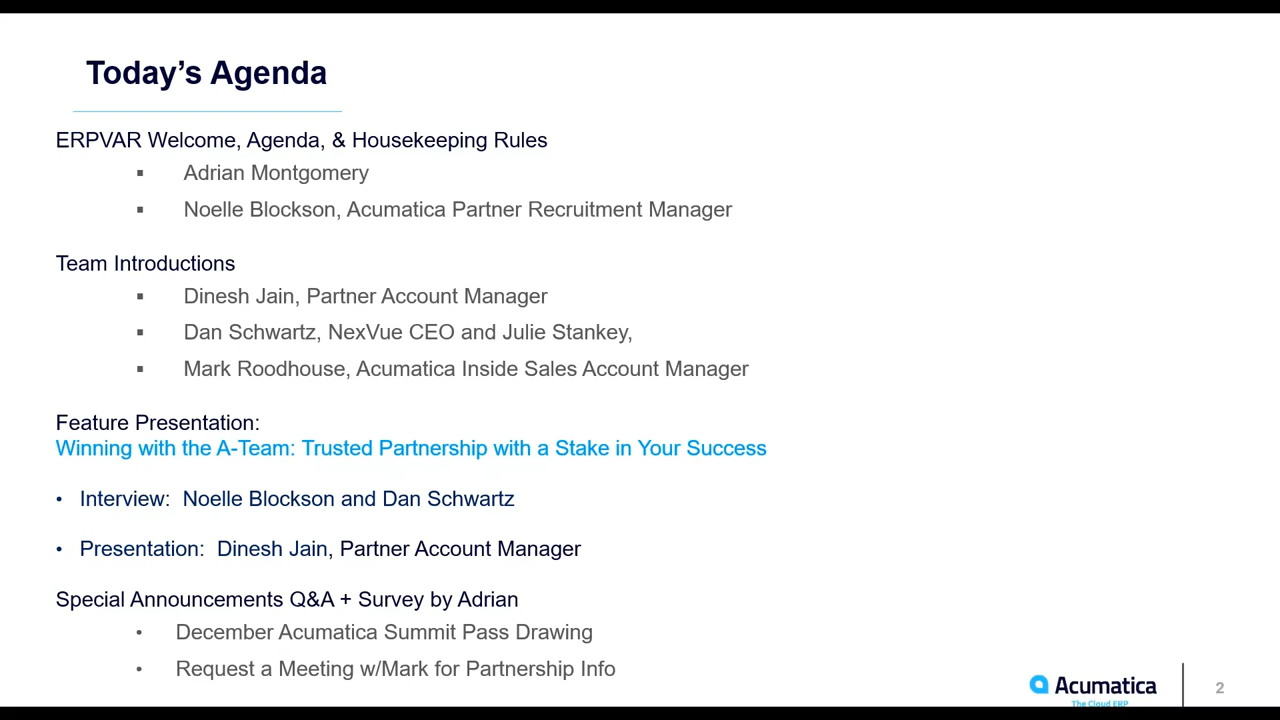 Today’s Agenda
ERPVAR Welcome, Agenda, & Housekeeping Rules
▪ Adrian Montgomery
▪ Noelle Blockson, Acumatica Partner Recruitment Manager
Team Introductions
▪ Dinesh Jain, Partner Account Manager
▪ Dan Schwartz, NexVue CEO and Julie Stankey,
▪ Mark Roodhouse, Acumatica Inside Sales Account Manager
Feature Presentation:
Winning with the A-Team: Trusted Partnership with a Stake in Your Success
• Interview: Noelle Blockson and Dan Schwartz
• Presentation: Dinesh Jain, Partner Account Manager
Special Announcements Q&A + Survey by Adrian
• December Acumatica Summit Pass Drawing
• Request a Meeting w/Mark for Partnership Info
Acumatica
The Cloud ERP
2